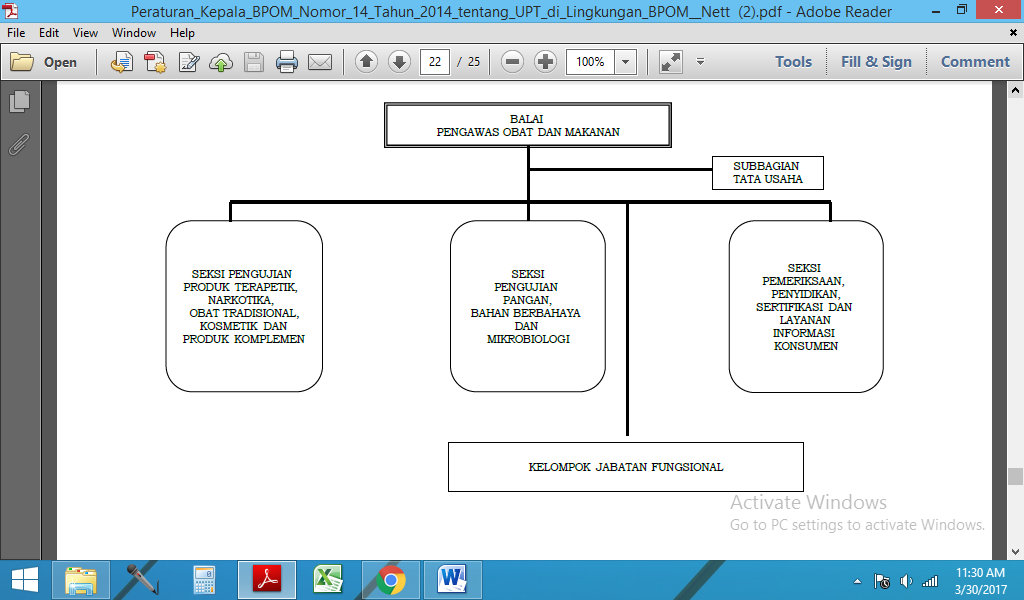 Peraturan_Kepala_BPOM_Nomor_14_Tahun_2014_tentang_UPT_di_Lingkungan_BPOM__Nett (2).pdf - Adobe Reader
File Edit View Window Help
Open 22 / 25 100% Tools Fill & Sign Comment
BALAI
PENGAWAS OBAT DAN MAKANAN
SUBBAGIAN
TATA USAHA
SEKSI PENGUJIAN
PRODUK TERAPETIK,
NARKOTIKA,
OBAT TRADISIONAL,
KOSMETIK DAN
PRODUK KOMPLEMEN
SEKSI
PENGUJIAN
PANGAN,
BAHAN BERBAHAYA
DAN
MIKROBIOLOGI
SEKSI
PEMERIKSAAN,
PENYIDIKAN,
SERTIFIKASI DAN
LAYANAN
INFORMASI
KONSUMEN
KELOMPOK JABATAN FUNGSIONAL
Activate Windows
Go to PC settings to activate Windows.
11:30 AM
3/30/2017